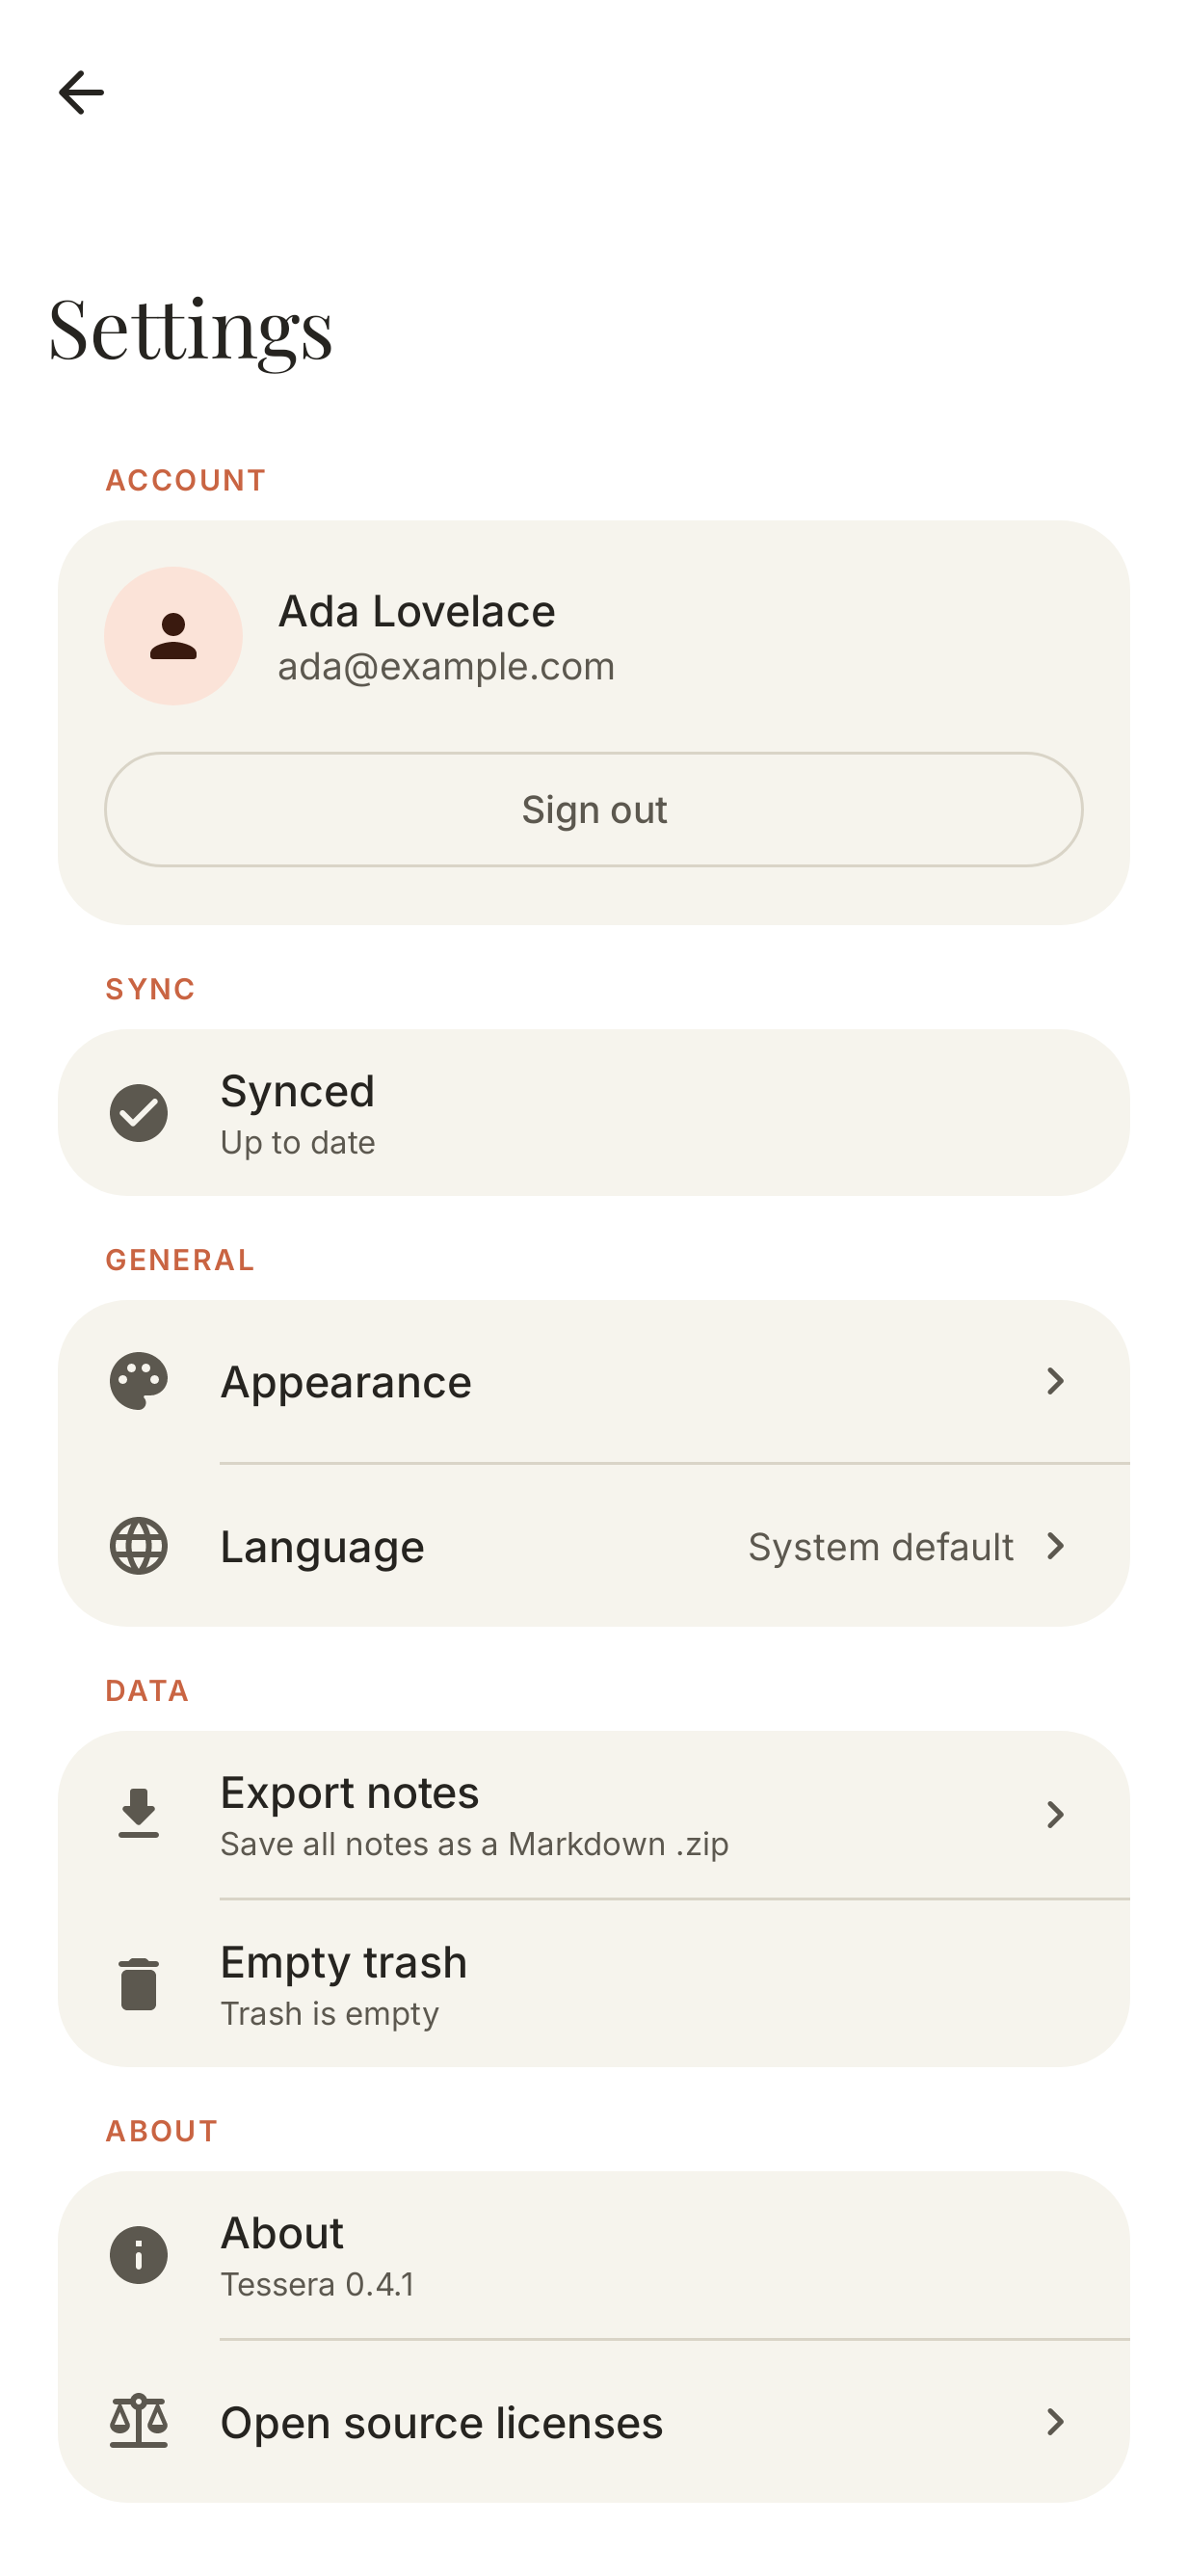 Settings
ACCOUNT
Ada Lovelace
ada@example.com
Sign out
SYNC
Synced
Up to date
GENERAL
Appearance
Language System default
DATA
Export notes
Save all notes as a Markdown .zip
Empty trash
Trash is empty
ABOUT
About
Tessera 0.4.1
Open source licenses